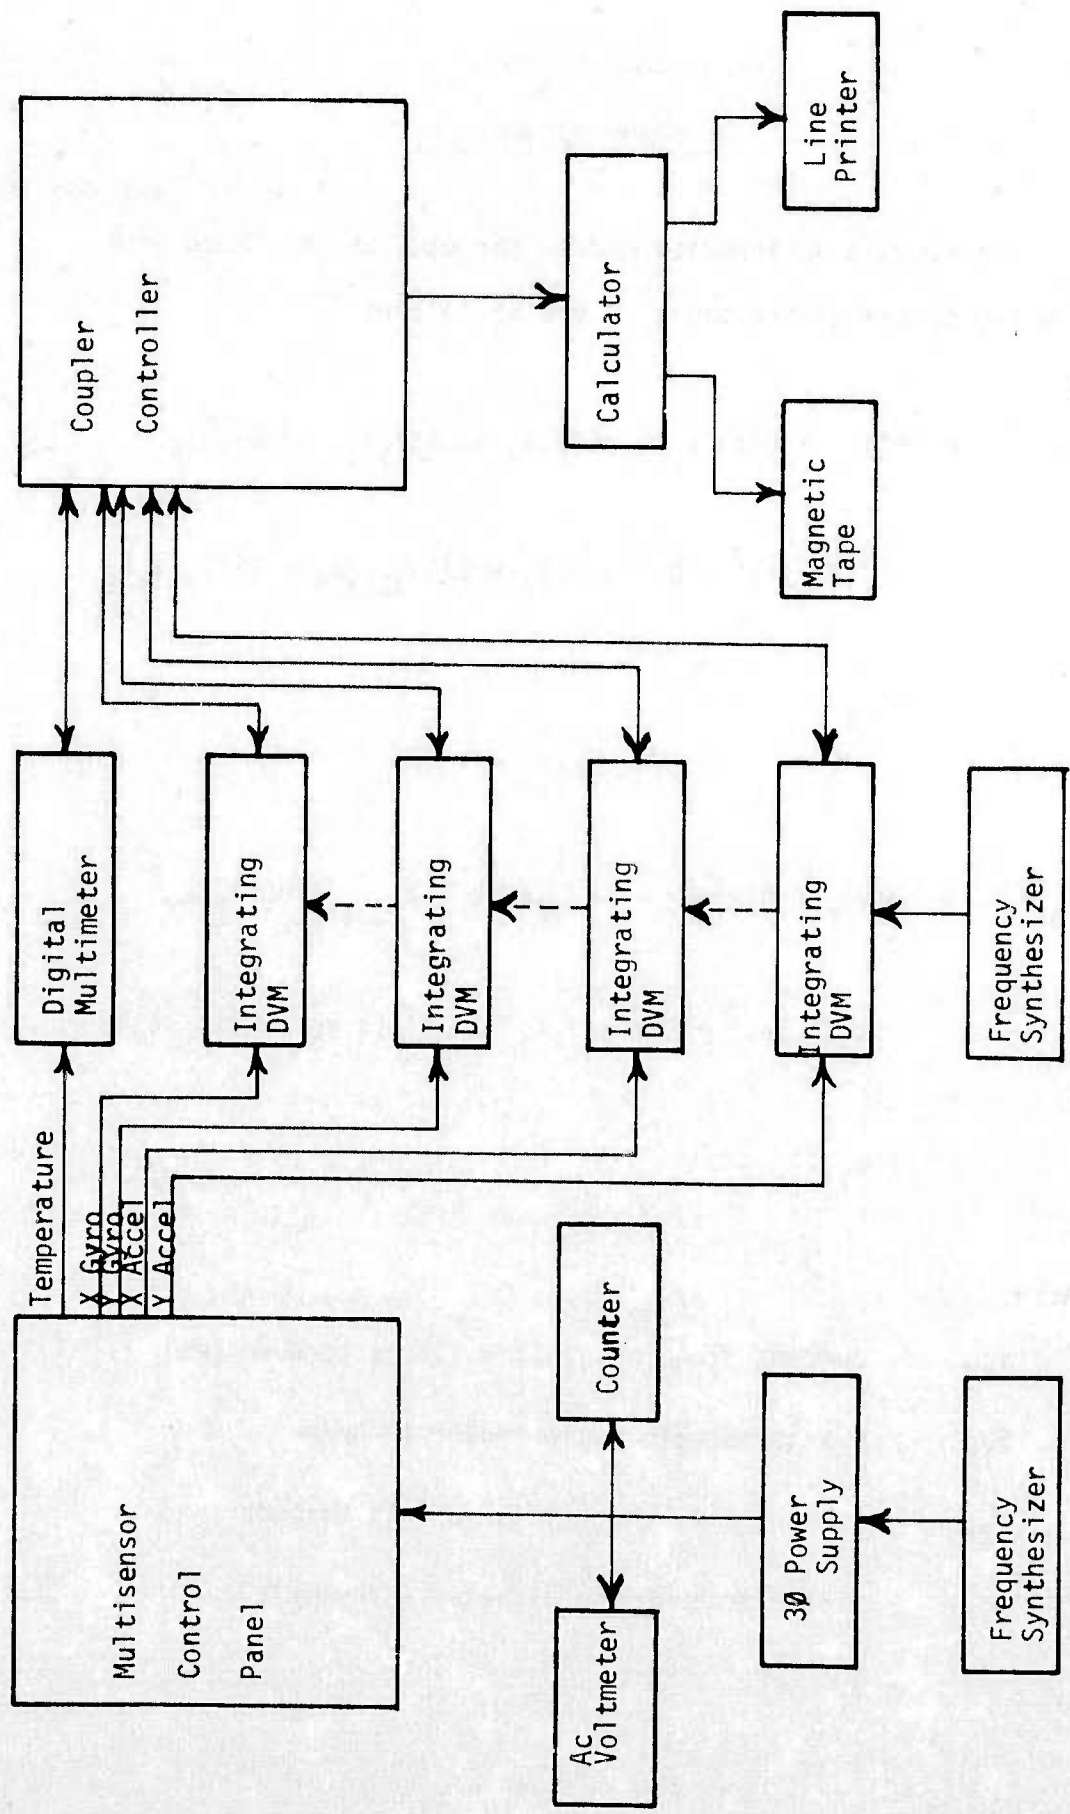 Multisensor
Control
Panel
Temperature
X Gyro
Y Gyro
X Accel
Y Accel
Digital
Multimeter
Integrating
DVM
Integrating
DVM
Integrating
DVM
Integrating
DVM
Frequency
Synthesizer
Coupler
Controller
Calculator
Magnetic
Tape
Line
Printer
Ac
Voltmeter
Counter
3Ø Power
Supply
Frequency
Synthesizer